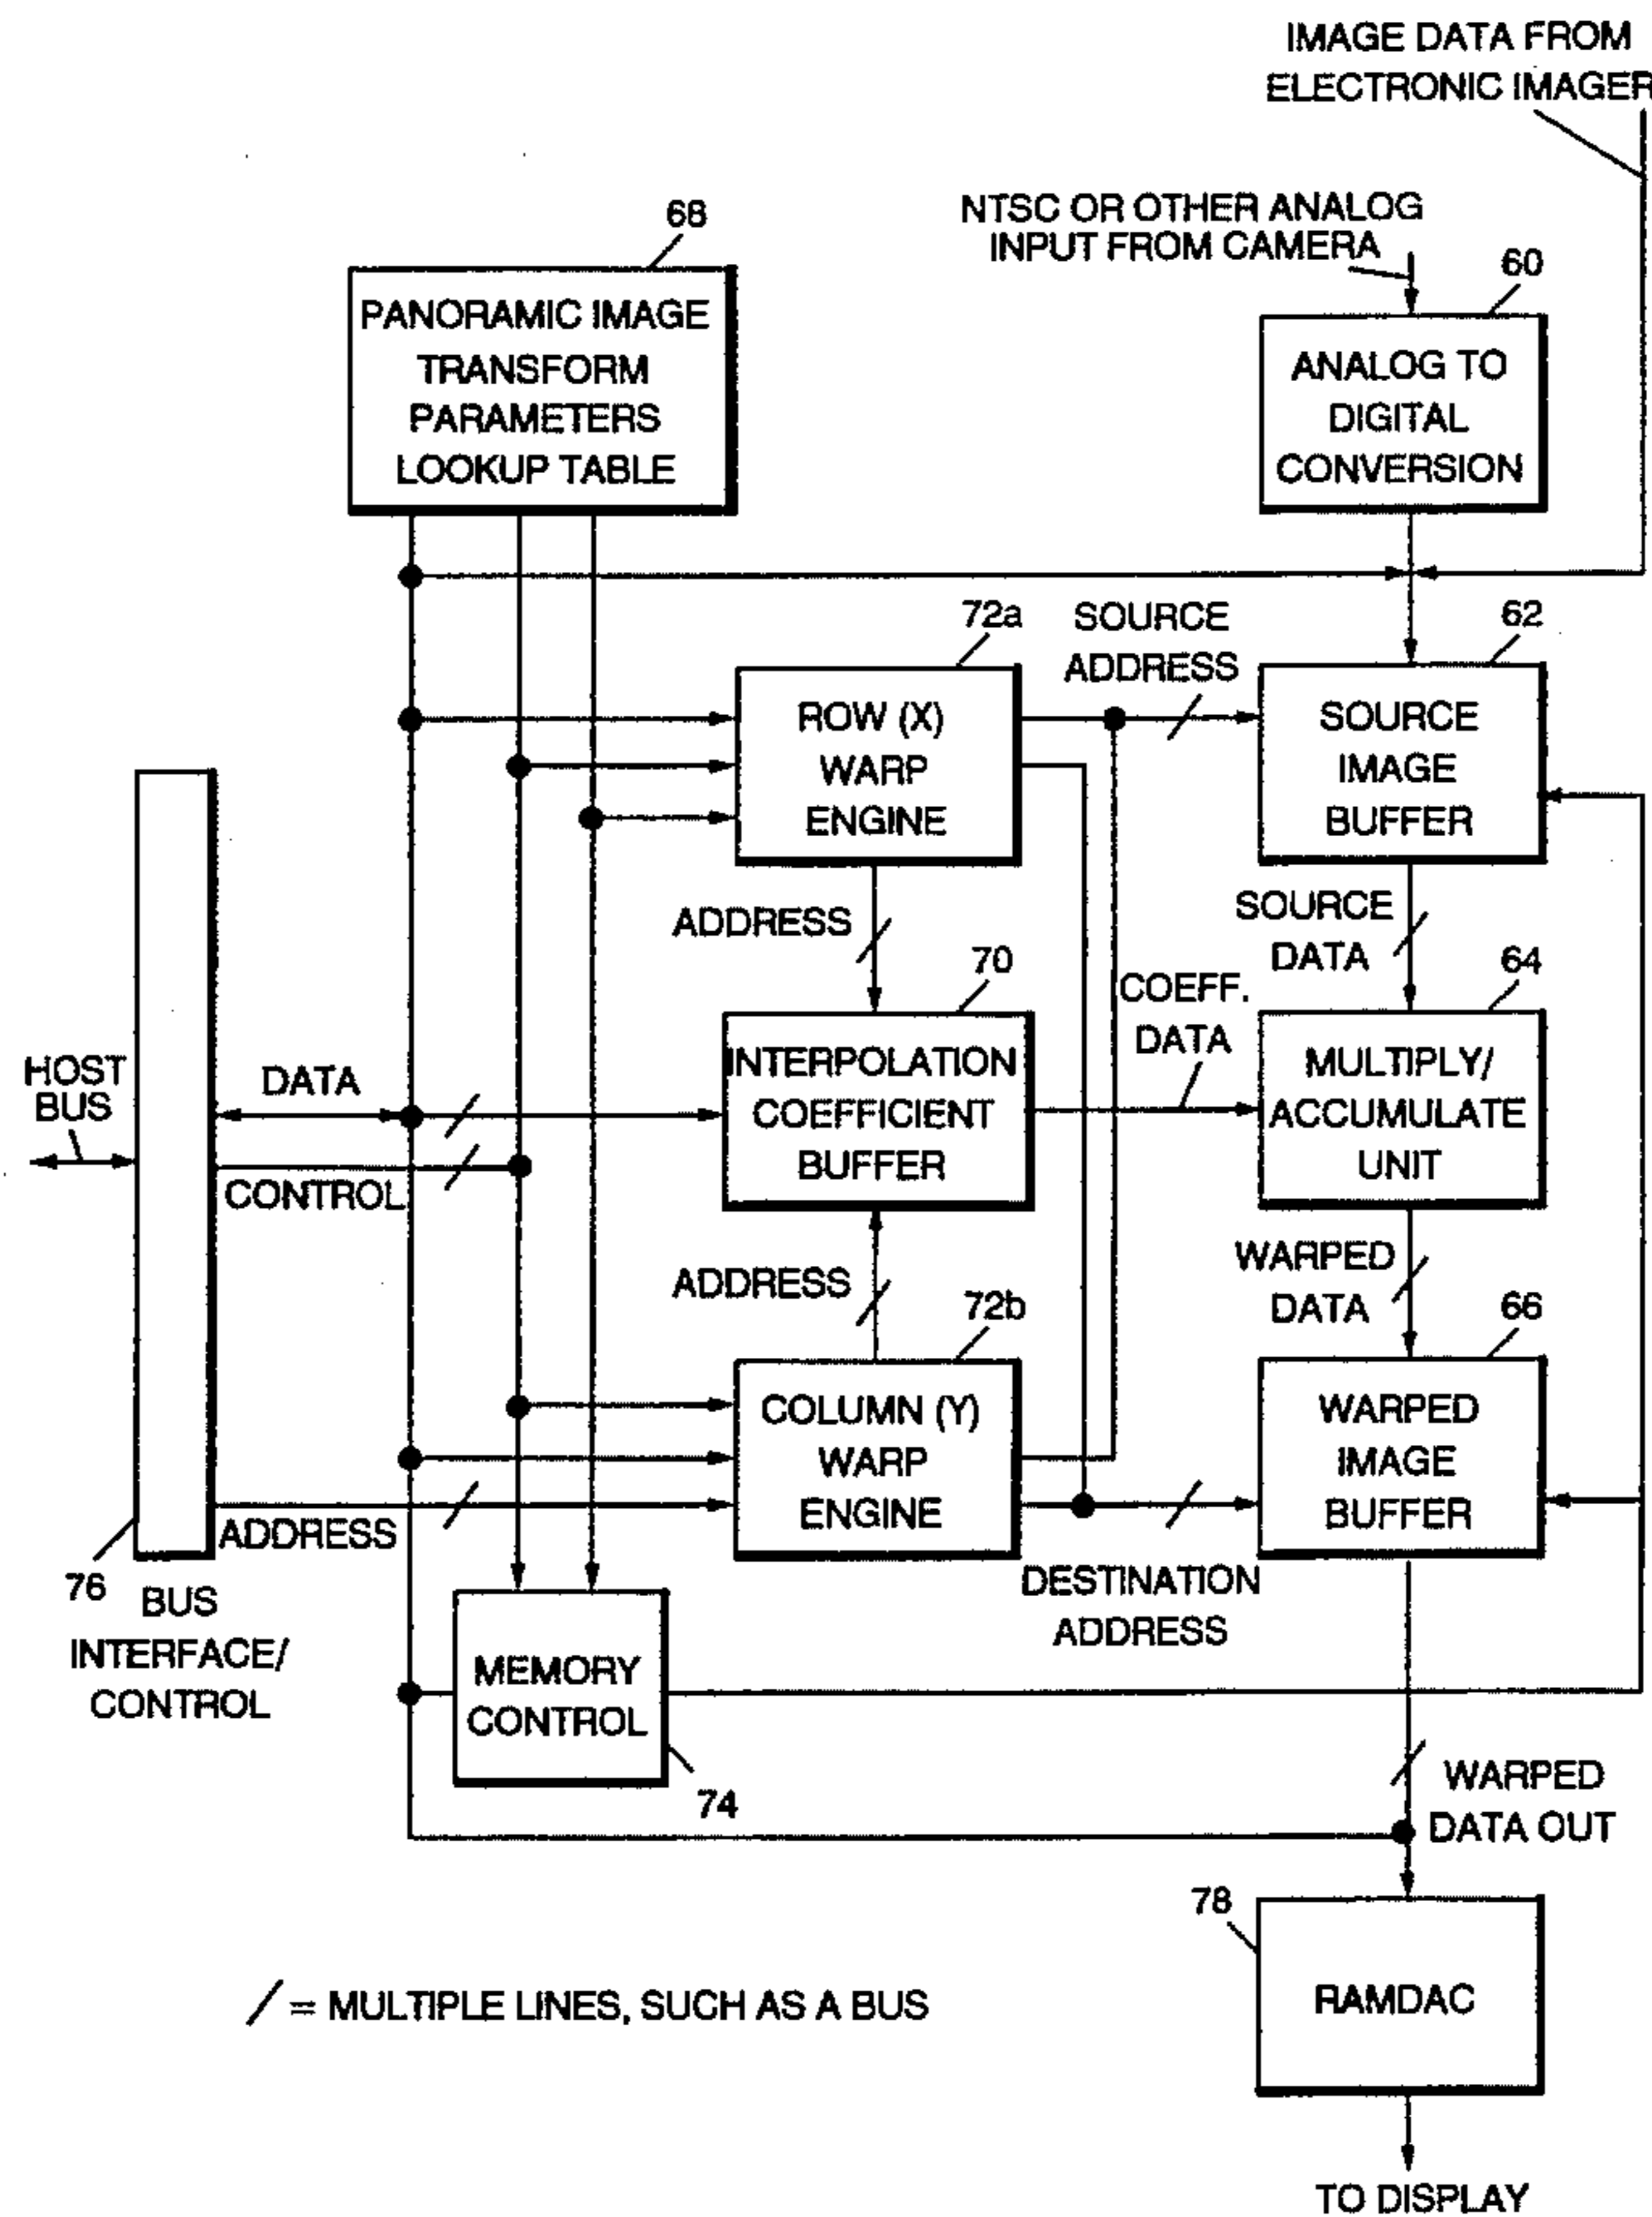 IMAGE DATA FROM
ELECTRONIC IMAGER
NTSC OR OTHER ANALOG
INPUT FROM CAMERA
68
60
PANORAMIC IMAGE
TRANSFORM
PARAMETERS
LOOKUP TABLE
ANALOG TO
DIGITAL
CONVERSION
72a
SOURCE
ADDRESS
62
ROW (X)
WARP
ENGINE
SOURCE
IMAGE
BUFFER
ADDRESS
SOURCE
DATA
70
COEFF.
DATA
64
HOST
BUS
DATA
INTERPOLATION
COEFFICIENT
BUFFER
MULTIPLY/
ACCUMULATE
UNIT
CONTROL
ADDRESS
WARPED
DATA
72b
66
COLUMN (Y)
WARP
ENGINE
WARPED
IMAGE
BUFFER
ADDRESS
76
BUS
INTERFACE/
CONTROL
DESTINATION
ADDRESS
MEMORY
CONTROL
74
WARPED
DATA OUT
78
RAMDAC
/ = MULTIPLE LINES, SUCH AS A BUS
TO DISPLAY